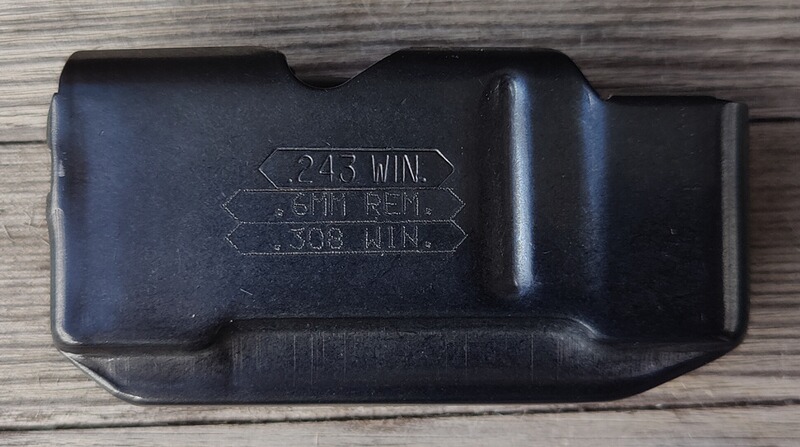 .243 WIN.
.6MM REM.
.308 WIN.